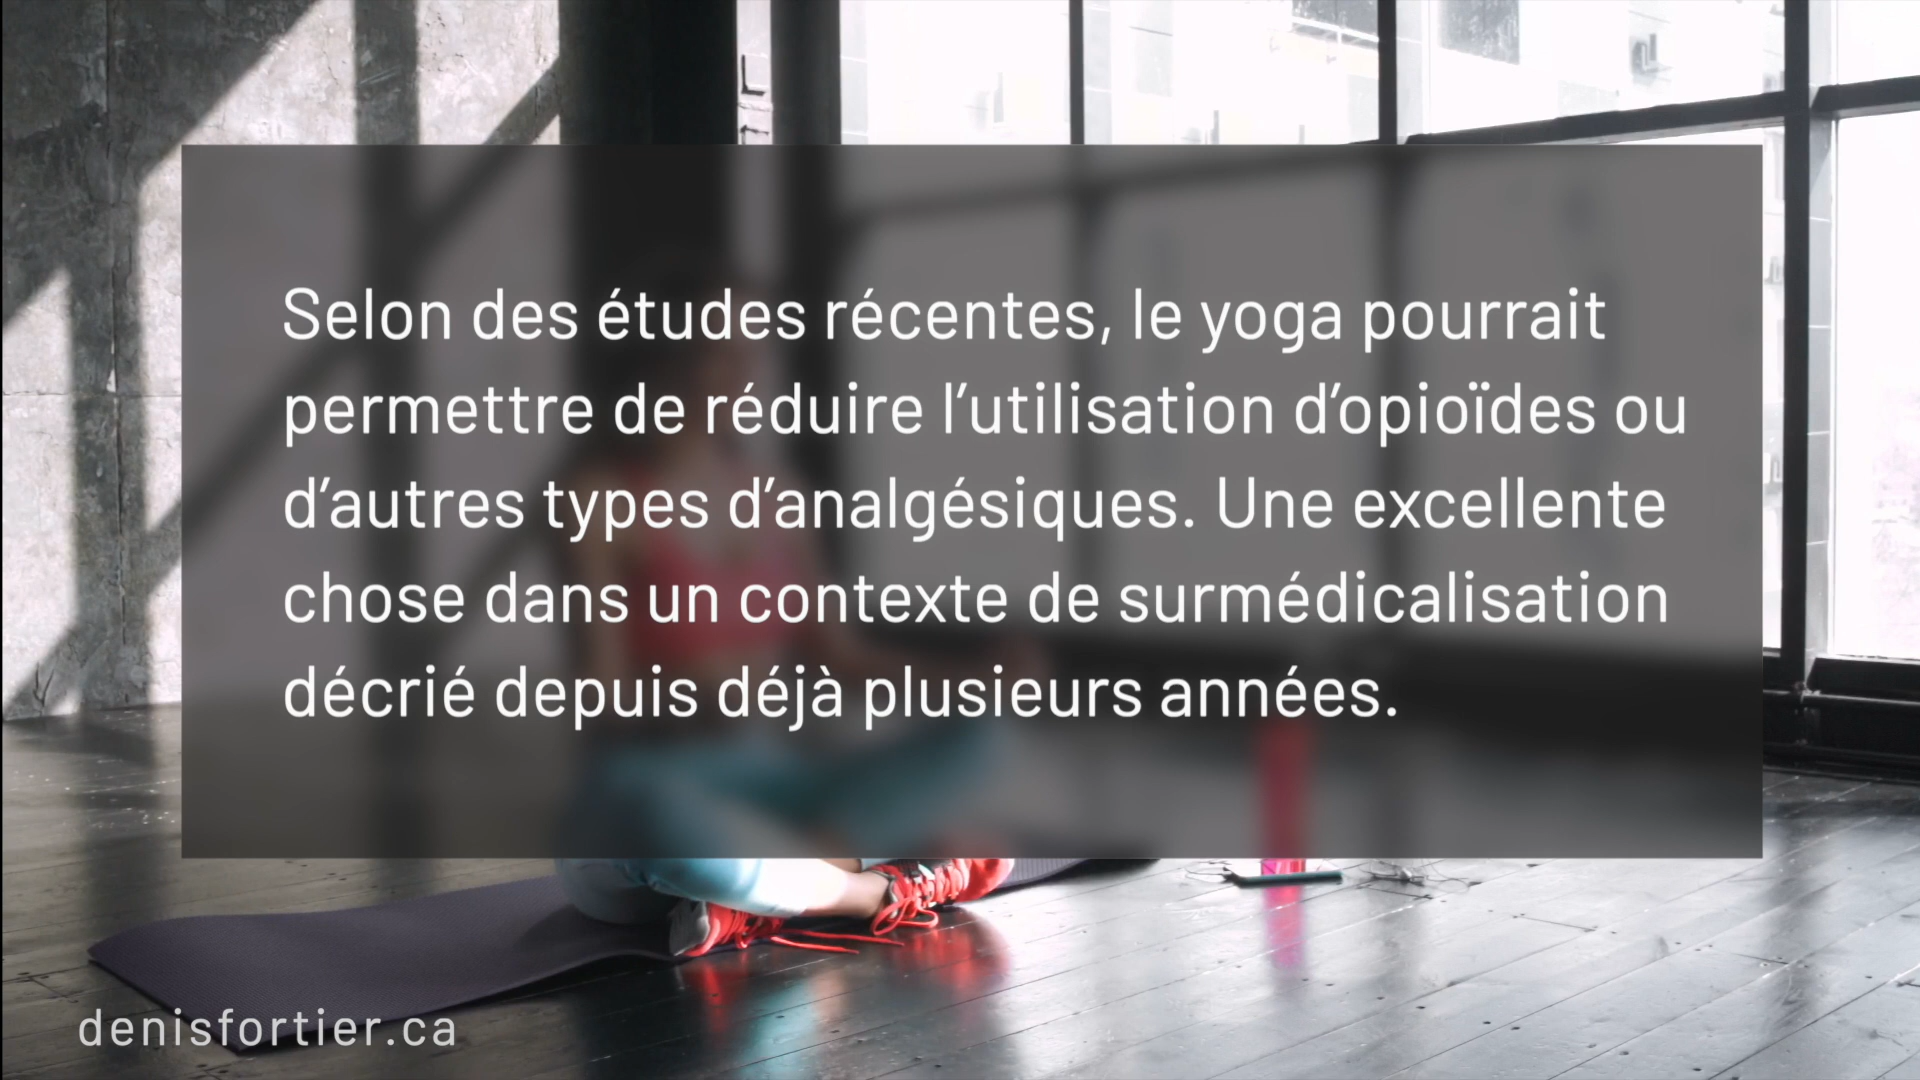 Selon des études récentes, le yoga pourrait
permettre de réduire l’utilisation d’opioïdes ou
d’autres types d’analgésiques. Une excellente
chose dans un contexte de surmédicalisation
décrié depuis déjà plusieurs années.
denisfortier.ca